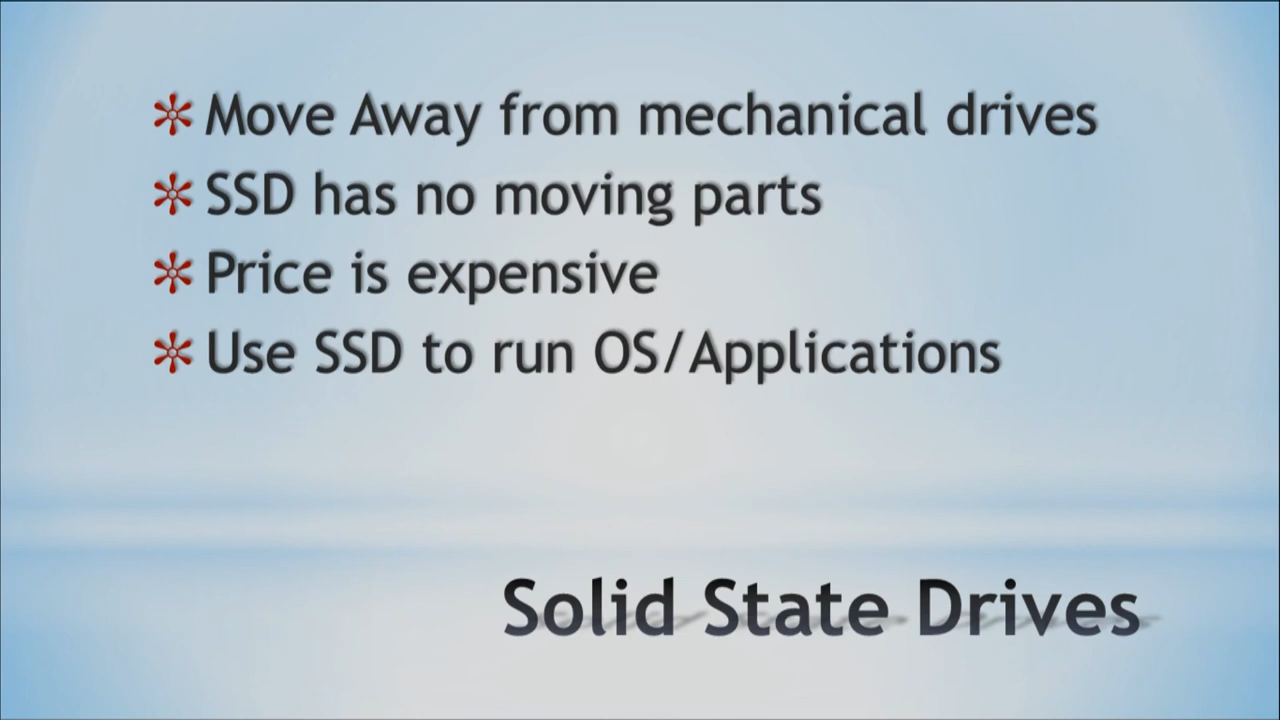 * Move Away from mechanical drives
* SSD has no moving parts
* Price is expensive
* Use SSD to run OS/Applications
Solid State Drives